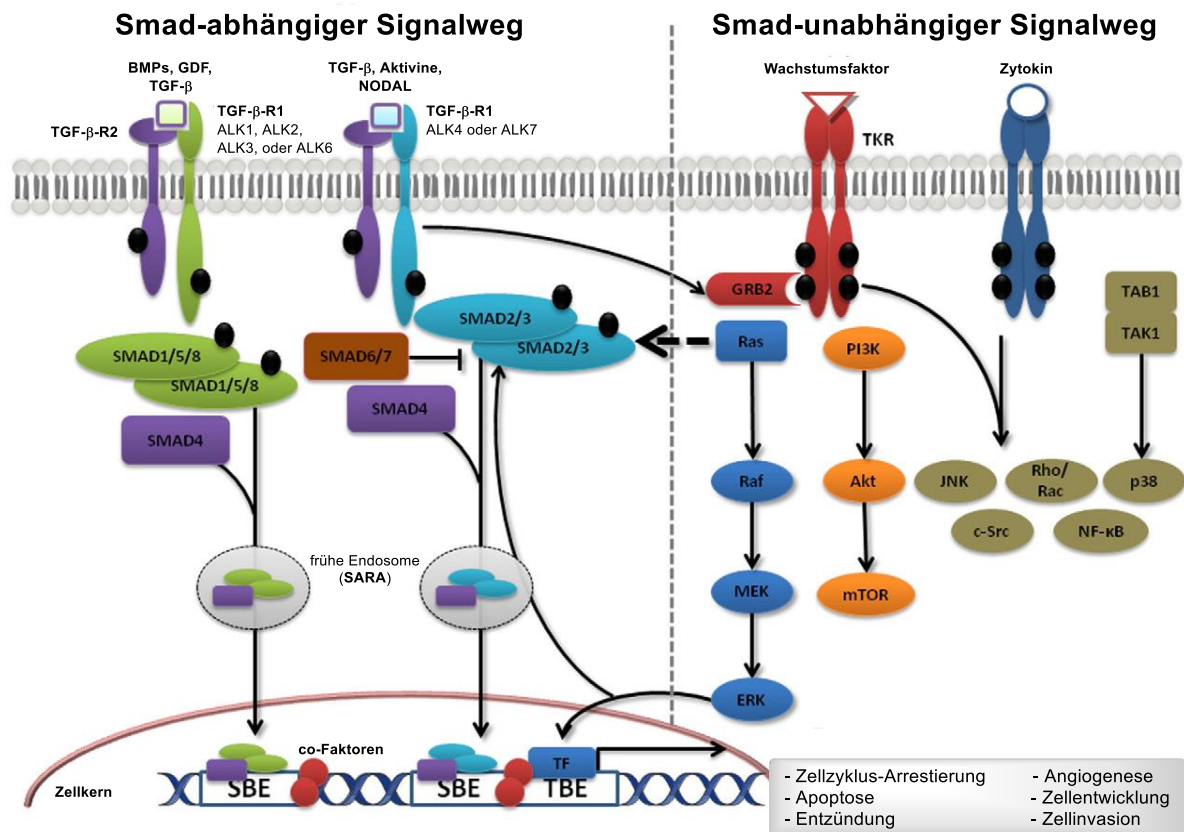 Smad-abhängiger Signalweg
Smad-unabhängiger Signalweg
BMPs, GDF,
TGF-β
TGF-β, Aktivine,
NODAL
Wachstumsfaktor
Zytokin
TGF-β-R2
TGF-β-R1
ALK1, ALK2,
ALK3, oder ALK6
TGF-β-R1
ALK4 oder ALK7
TKR
GRB2
TAB1
TAK1
SMAD2/3
SMAD2/3
Ras
PI3K
SMAD1/5/8
SMAD1/5/8
SMAD6/7
SMAD4
SMAD4
Raf
Akt
JNK
Rho/
Rac
p38
c-Src
NF-κB
frühe Endosome
(SARA)
MEK
mTOR
ERK
co-Faktoren
TF
Zellkern
SBE
SBE
TBE
- Zellzyklus-Arrestierung
- Apoptose
- Entzündung
- Angiogenese
- Zellentwicklung
- Zellinvasion